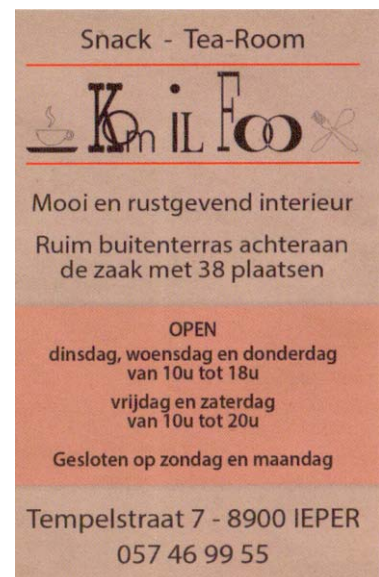 Snack - Tea-Room
Kom iL Foo
Mooi en rustgevend interieur
Ruim buitenterras achteraan
de zaak met 38 plaatsen
OPEN
dinsdag, woensdag en donderdag
van 10u tot 18u
vrijdag en zaterdag
van 10u tot 20u
Gesloten op zondag en maandag
Tempelstraat 7 - 8900 IEPER
057 46 99 55